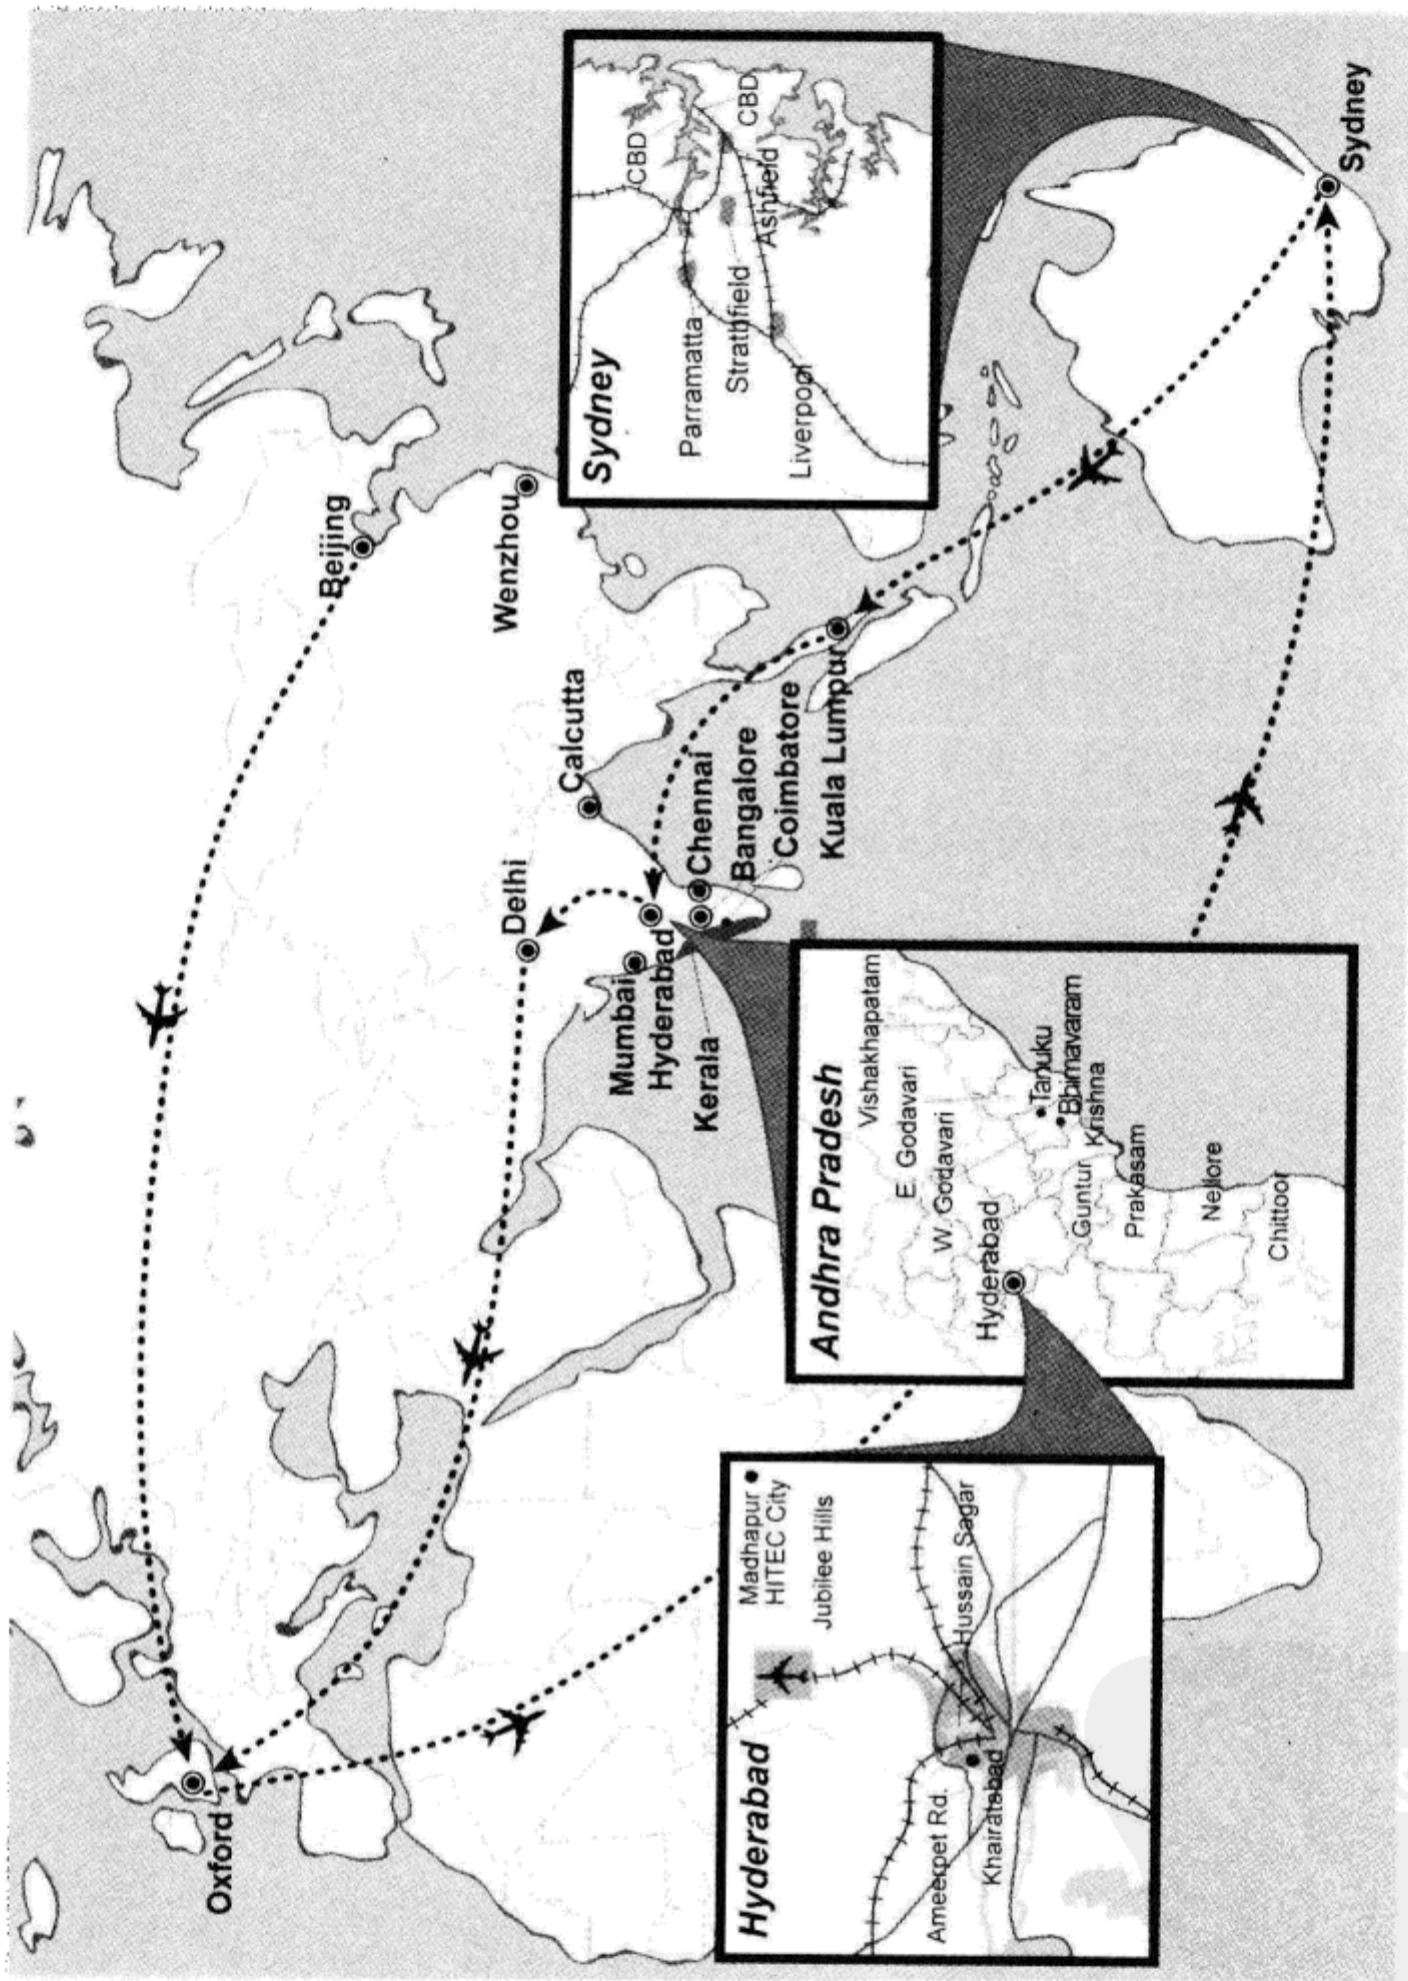 Oxford
Beijing
Wenzhou
Calcutta
Delhi
Mumbai
Hyderabad
Kerala
Chennai
Bangalore
Coimbatore
Kuala Lumpur
Sydney
Sydney
CBD
CBD
Parramatta
Strathfield
Ashfield
Liverpool
Andhra Pradesh
Vishakhapatam
E. Godavari
W. Godavari
Hyderabad
Tanuku
Bhimavaram
Krishna
Guntur
Prakasam
Nellore
Chittoor
Hyderabad
Madhapur
HITEC City
Jubilee Hills
Hussain Sagar
Ameerpet Rd.
Khairatabad